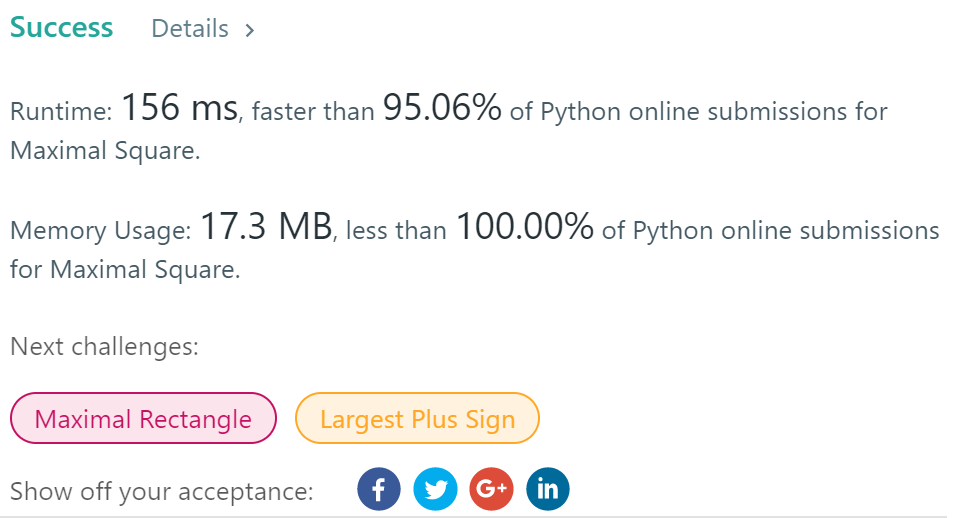 Success Details >
Runtime: 156 ms, faster than 95.06% of Python online submissions for
Maximal Square.
Memory Usage: 17.3 MB, less than 100.00% of Python online submissions
for Maximal Square.
Next challenges:
Maximal Rectangle Largest Plus Sign
Show off your acceptance: f G+ in